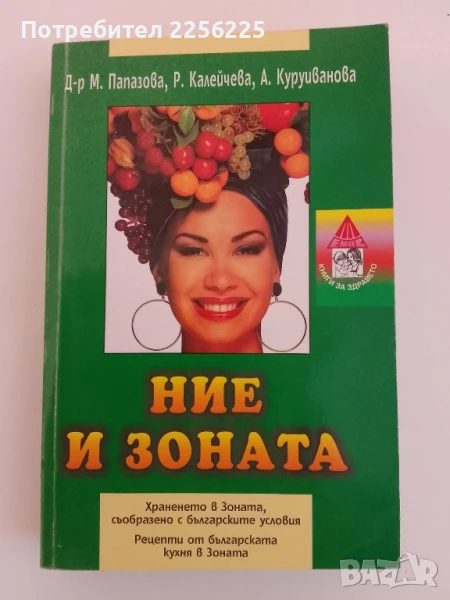 Потребител 2256225
Д-р М. Папазова, Р. Калейчева, А. Куруиванова
ЕМАС
КНИГИ ЗА ЗДРАВЕТО
НИЕ
И ЗОНАТА
Храненето в Зоната,
съобразено с българските условия
Рецепти от българската
кухня в Зоната
bazar